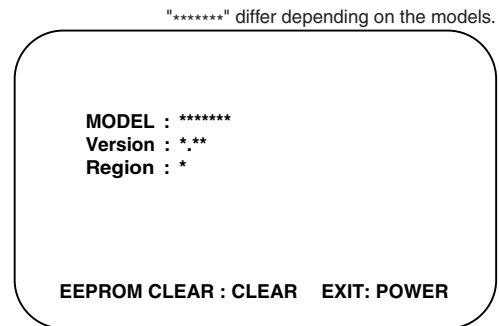 "*******" differ depending on the models.
MODEL : *******
Version : *.**
Region : *
EEPROM CLEAR : CLEAR EXIT: POWER